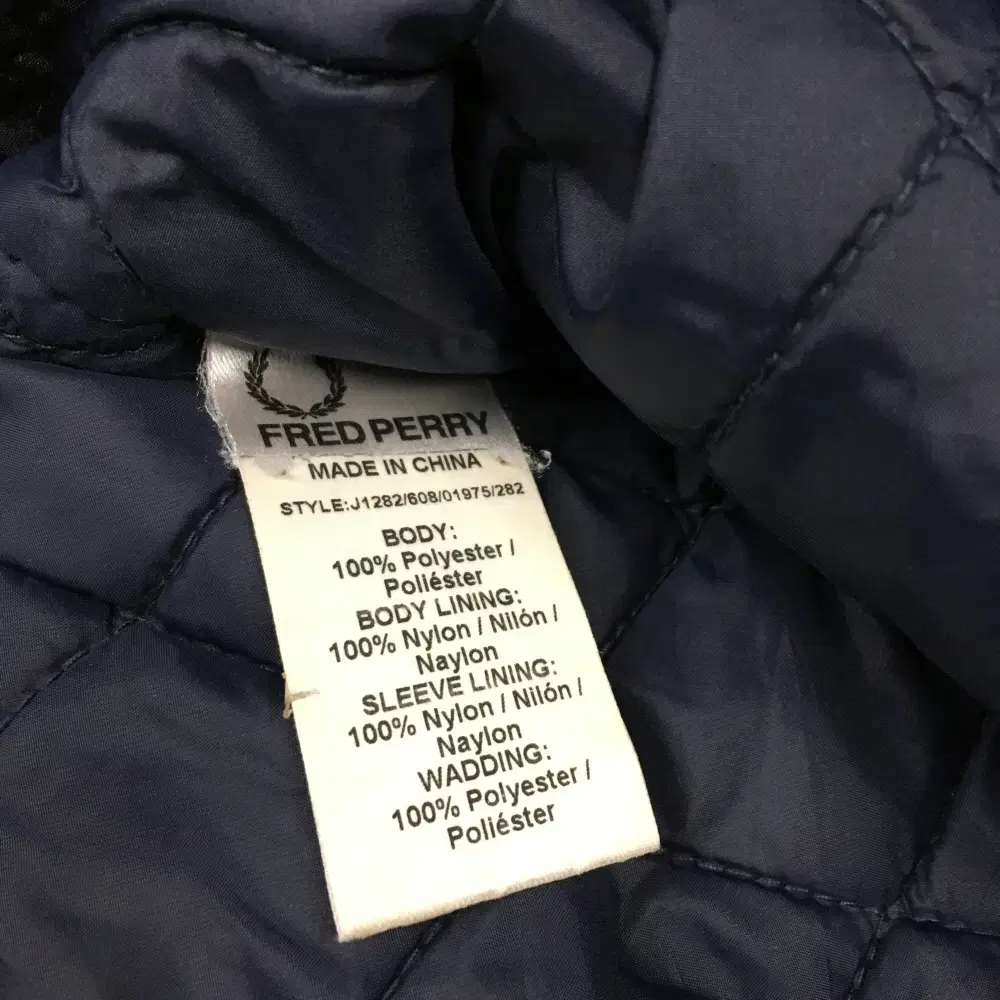 FRED PERRY
MADE IN CHINA
STYLE:J1282/608/01975/282
BODY:
100% Polyester /
Poliéster
BODY LINING:
100% Nylon / Nilón /
Naylon
SLEEVE LINING:
100% Nylon / Nilón /
Naylon
WADDING:
100% Polyester /
Poliéster